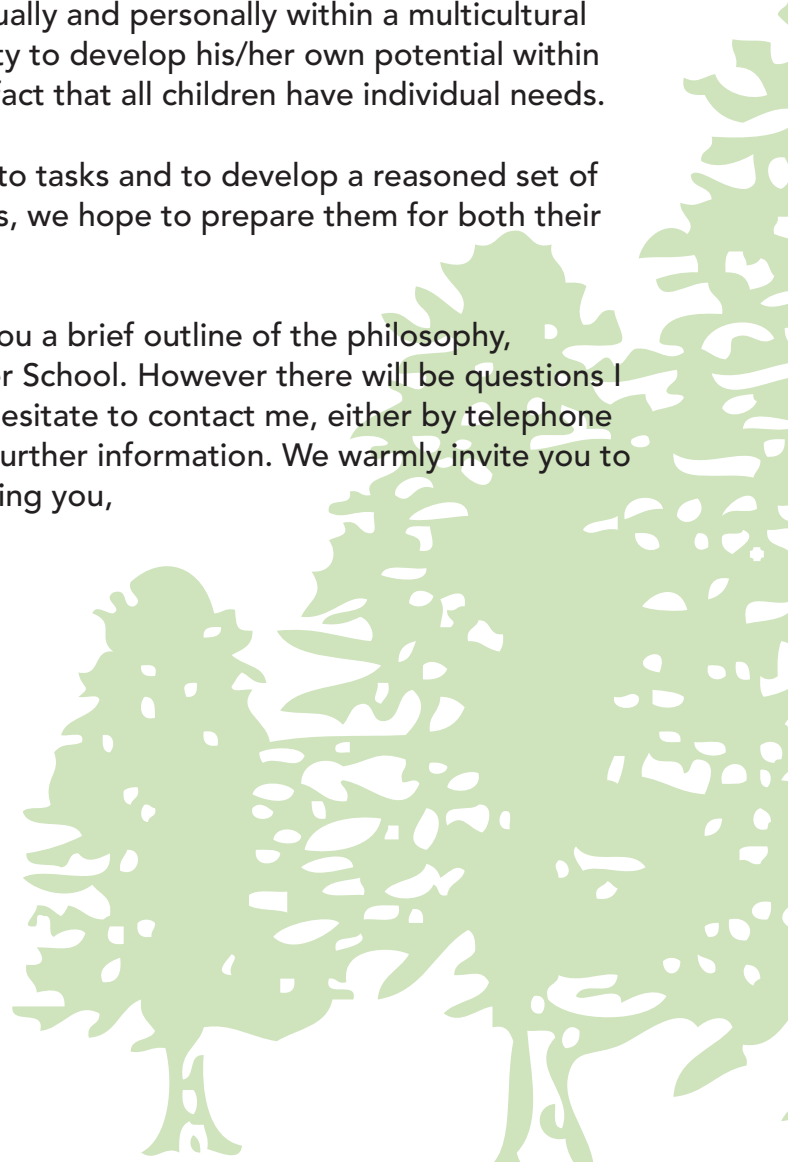 ually and personally within a multicultural
ty to develop his/her own potential within
fact that all children have individual needs.
to tasks and to develop a reasoned set of
s, we hope to prepare them for both their
ou a brief outline of the philosophy,
r School. However there will be questions I
esitate to contact me, either by telephone
urther information. We warmly invite you to
ing you,